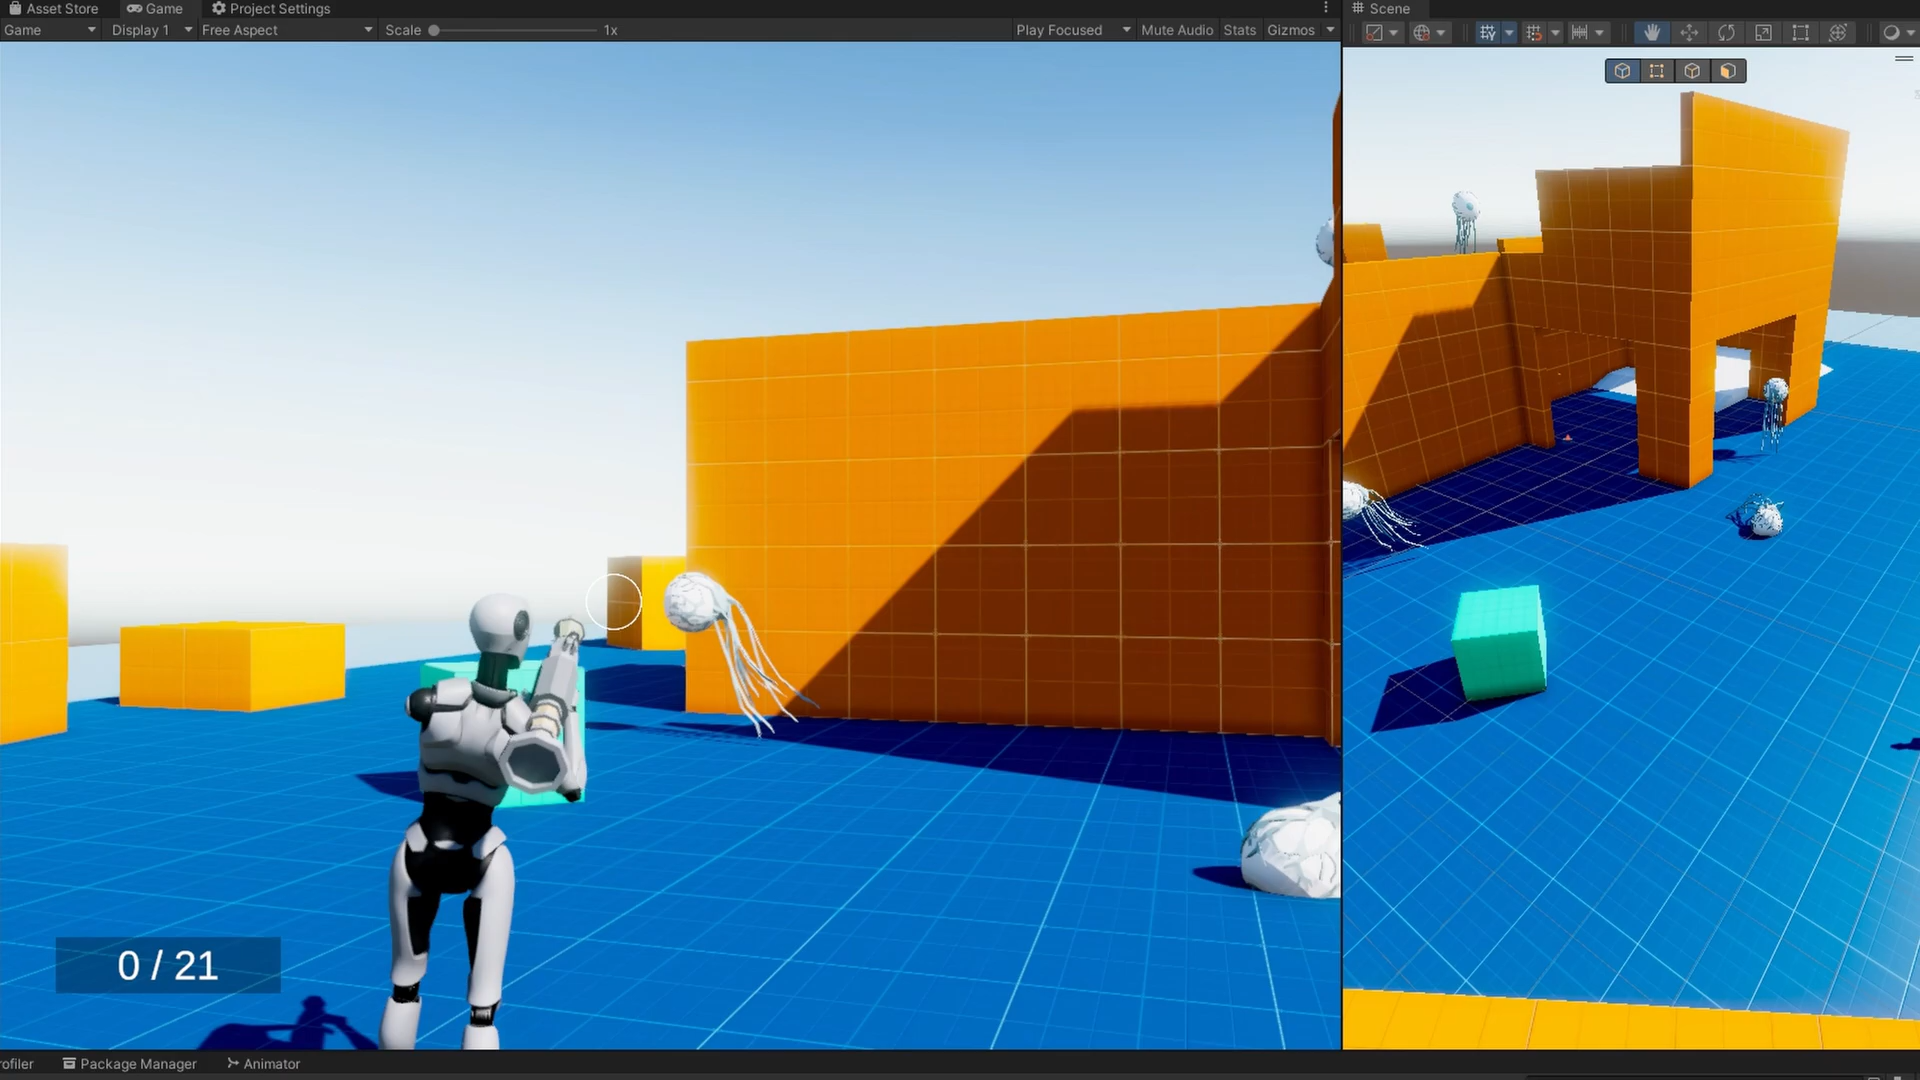 Asset Store Game Project Settings
Game Display 1 Free Aspect Scale 1x Play Focused Mute Audio Stats Gizmos
Scene
0 / 21
rofiler Package Manager Animator